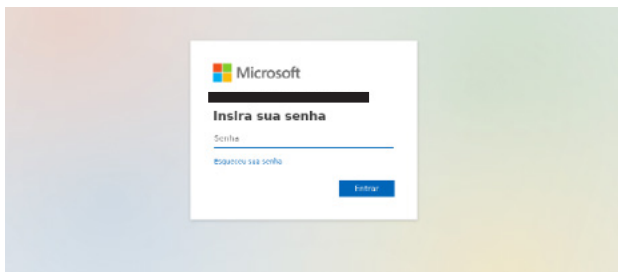 Microsoft
Insira sua senha
Senha
Esqueceu sua senha
Entrar